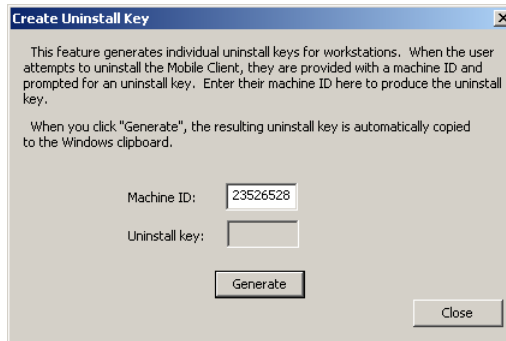 Create Uninstall Key
This feature generates individual uninstall keys for workstations. When the user
attempts to uninstall the Mobile Client, they are provided with a machine ID and
prompted for an uninstall key. Enter their machine ID here to produce the uninstall
key.
When you click "Generate", the resulting uninstall key is automatically copied
to the Windows clipboard.
Machine ID: 23526528
Uninstall key:
Generate
Close